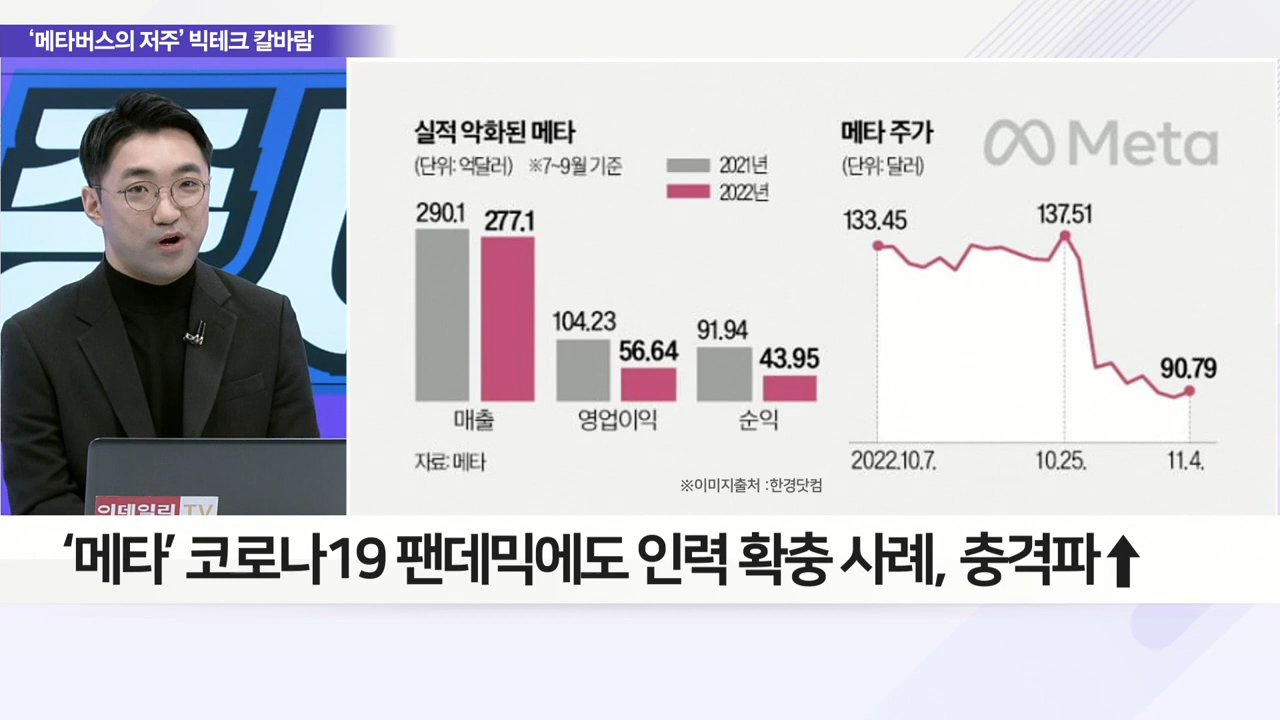 ‘메타버스의 저주’ 빅테크 칼바람
실적 악화된 메타
(단위: 억달러) ※7~9월 기준
2021년
2022년
290.1
277.1
104.23
56.64
91.94
43.95
매출
영업이익
순익
자료: 메타
메타 주가
(단위: 달러)
Meta
133.45
137.51
90.79
2022.10.7.
10.25.
11.4.
※이미지출처 :한경닷컴
이데일리 TV
‘메타’ 코로나19 팬데믹에도 인력 확충 사례, 충격파↑